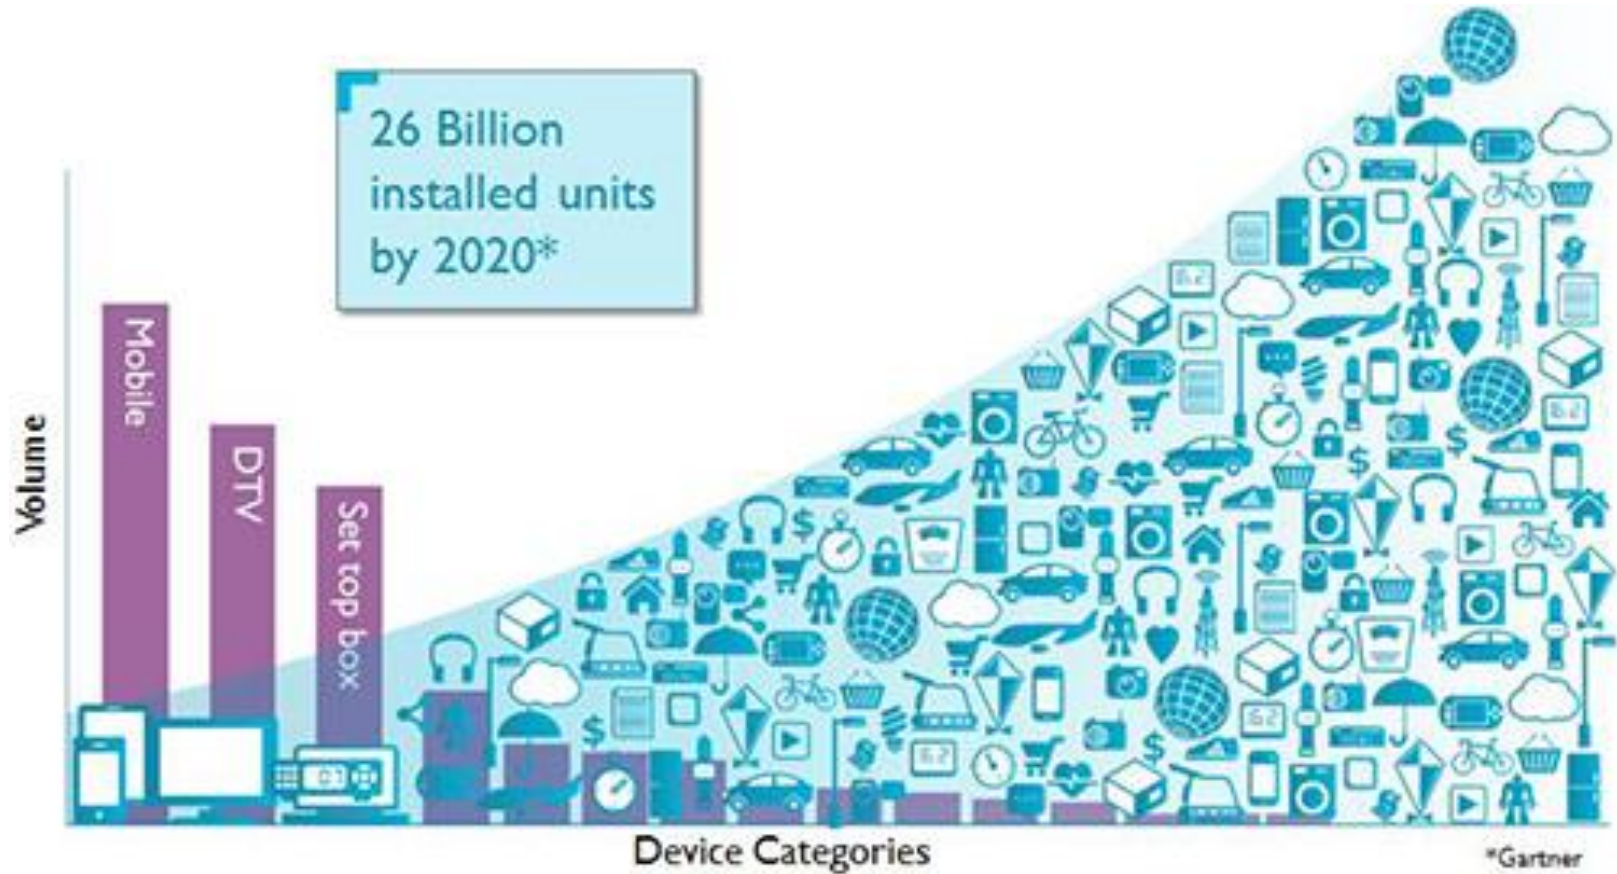 26 Billion
installed units
by 2020*
Mobile
DTV
Set top box
Volume
Device Categories
*Gartner